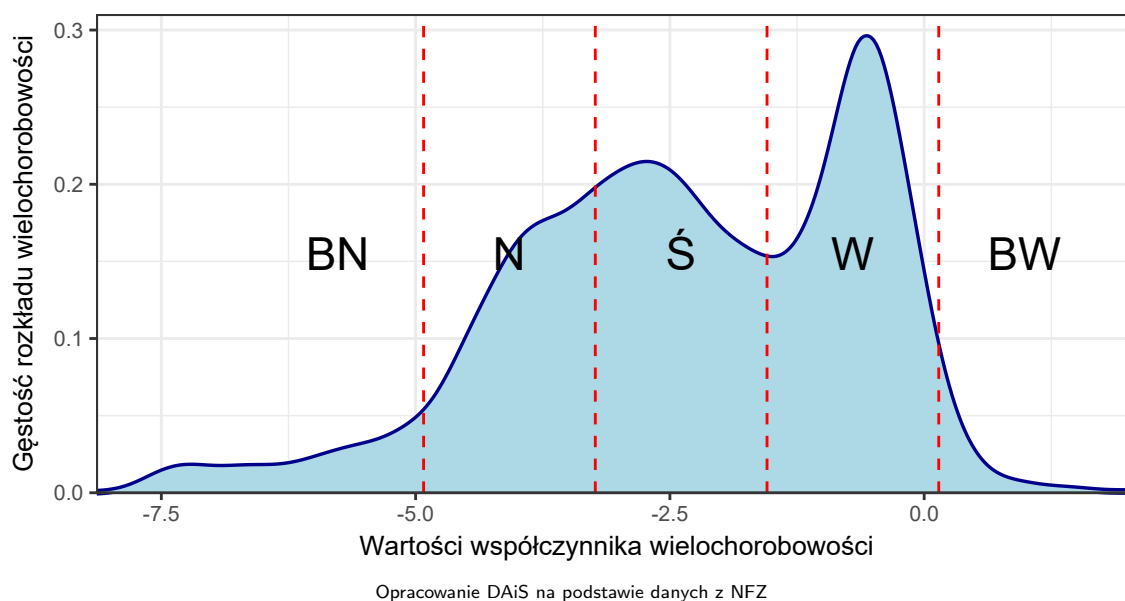 Gęstość rozkładu wielochorobowości
0.3
0.2
0.1
0.0
BN N Ś W BW
-7.5 -5.0 -2.5 0.0
Wartości współczynnika wielochorobowości
Opracowanie DAiS na podstawie danych z NFZ